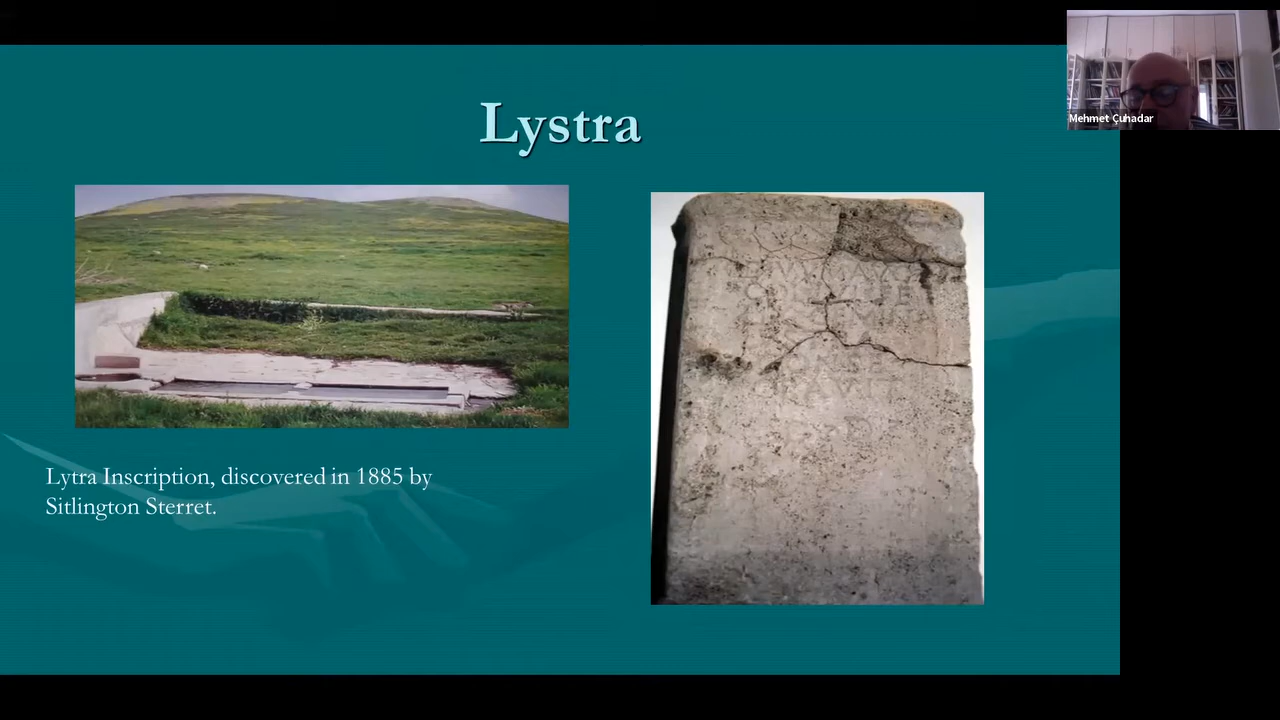 Lystra
Mehmet Çuhadar
Lytra Inscription, discovered in 1885 by
Sitlington Sterret.